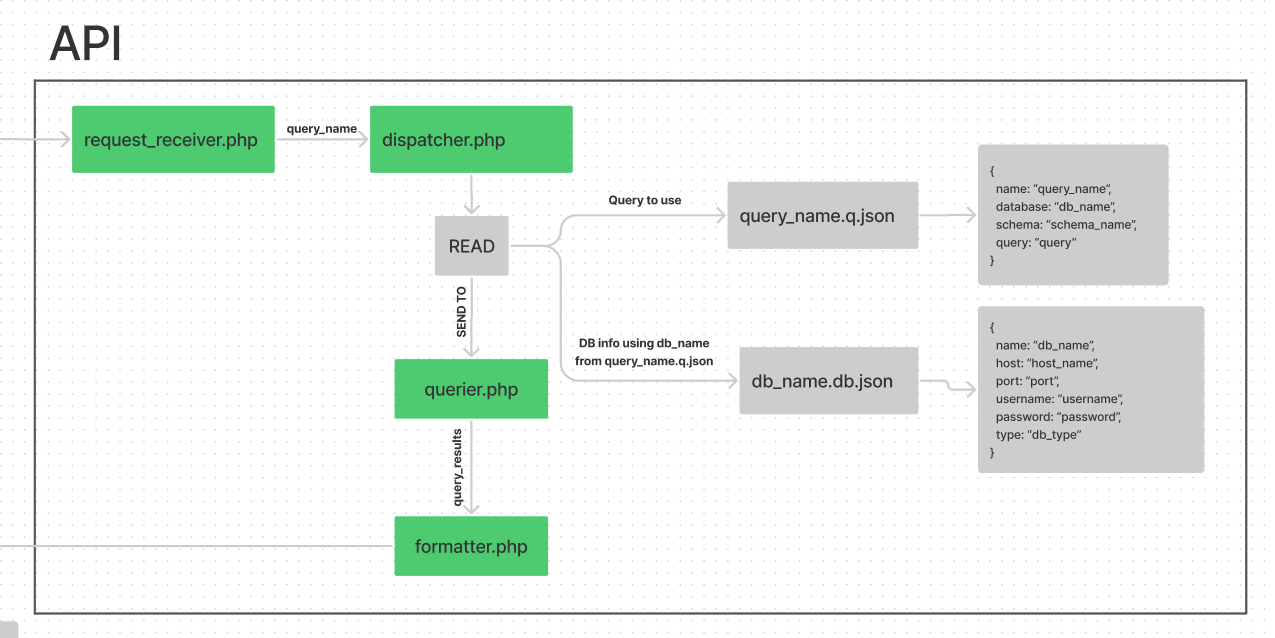 API
request_receiver.php
query_name
dispatcher.php
READ
Query to use
query_name.q.json
{
name: “query_name”,
database: “db_name”,
schema: “schema_name”,
query: “query”
}
SEND TO
DB info using db_name
from query_name.q.json
db_name.db.json
{
name: “db_name”,
host: “host_name”,
port: “port”,
username: “username”,
password: “password”,
type: “db_type”
}
querier.php
query_results
formatter.php